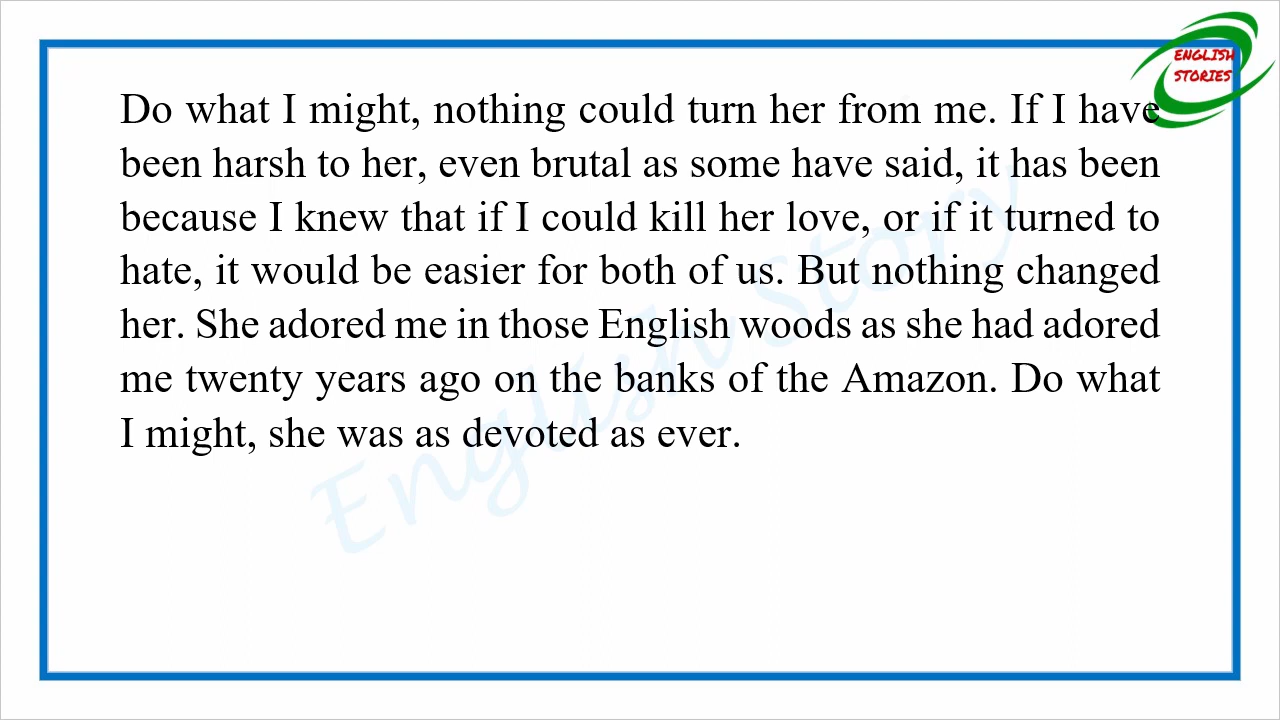 ENGLISH
STORIES
Do what I might, nothing could turn her from me. If I have
been harsh to her, even brutal as some have said, it has been
because I knew that if I could kill her love, or if it turned to
hate, it would be easier for both of us. But nothing changed
her. She adored me in those English woods as she had adored
me twenty years ago on the banks of the Amazon. Do what
I might, she was as devoted as ever.
English Story